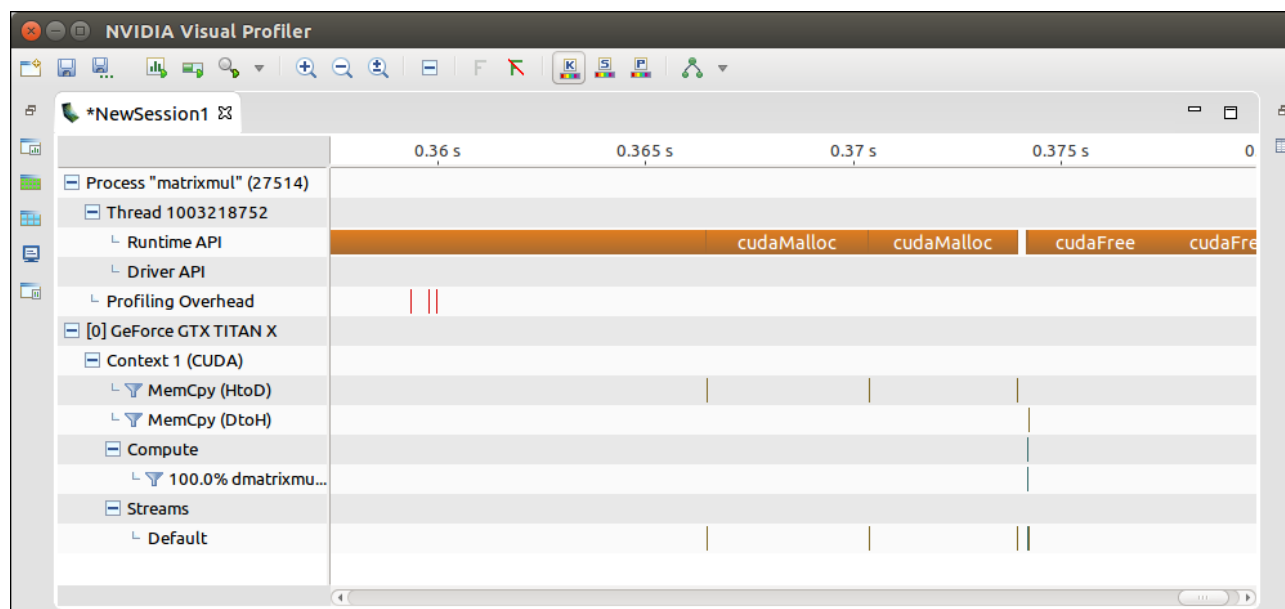 NVIDIA Visual Profiler
F K S P
*NewSession1
0.36 s 0.365 s 0.37 s 0.375 s 0
Process "matrixmul" (27514)
Thread 1003218752
Runtime API cudaMalloc cudaMalloc cudaFree cudaFre
Driver API
Profiling Overhead
[0] GeForce GTX TITAN X
Context 1 (CUDA)
MemCpy (HtoD)
MemCpy (DtoH)
Compute
100.0% dmatrixmu...
Streams
Default